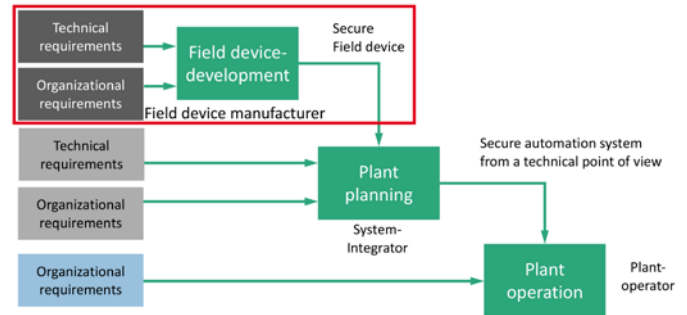 Technical
requirements
Organizational
requirements
Field device-
development
Secure
Field device
Field device manufacturer
Technical
requirements
Organizational
requirements
Plant
planning
System-
Integrator
Secure automation system
from a technical point of view
Organizational
requirements
Plant
operation
Plant-
operator